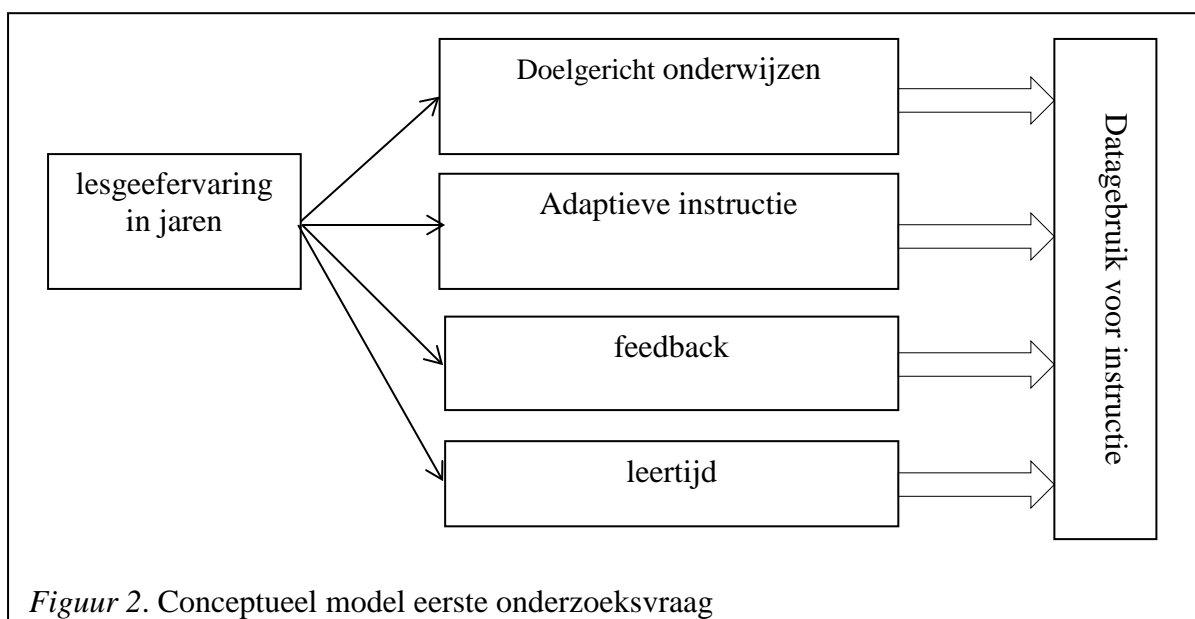 Doelgericht onderwijzen
lesgeefervaring
in jaren
Adaptieve instructie
feedback
leertijd
Datagebruik voor instructie
Figuur 2. Conceptueel model eerste onderzoeksvraag